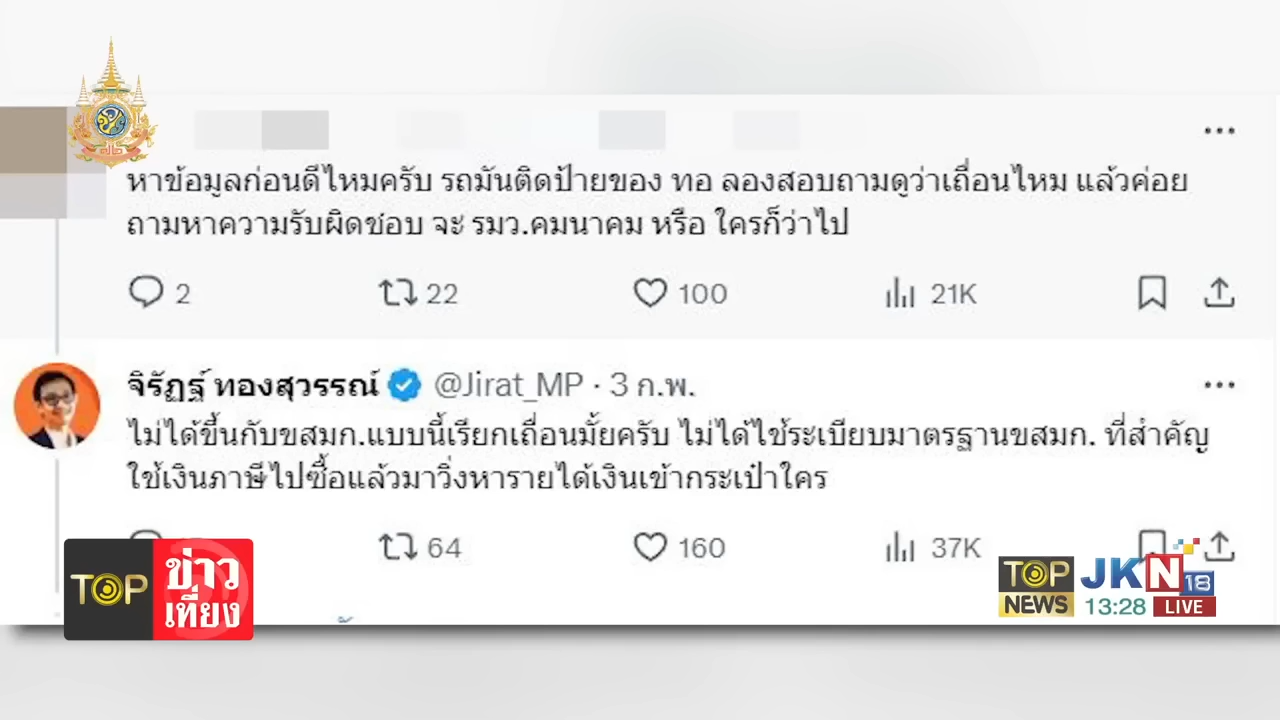 หาข้อมูลก่อนดีไหมครับ รถมันติดป้ายของ ทอ ลองสอบถามดูว่าเถื่อนไหม แล้วค่อย
ถามหาความรับผิดชอบ จะ รมว.คมนาคม หรือ ใครก็ว่าไป
2 22 100 21K
จิรัฏฐ์ ทองสุวรรณ์ @Jirat_MP · 3 ก.พ.
ไม่ได้ขึ้นกับขสมก.แบบนี้เรียกเถื่อนมั้ยครับ ไม่ได้ไช้ระเบียบมาตรฐานขสมก. ที่สำคัญ
ใช้เงินภาษีไปซื้อแล้วมาวิ่งหารายได้เงินเข้ากระเป๋าใคร
64 160 37K
TOP ข่าว
เที่ยง
TOP NEWS JKN 18
13:28 LIVE